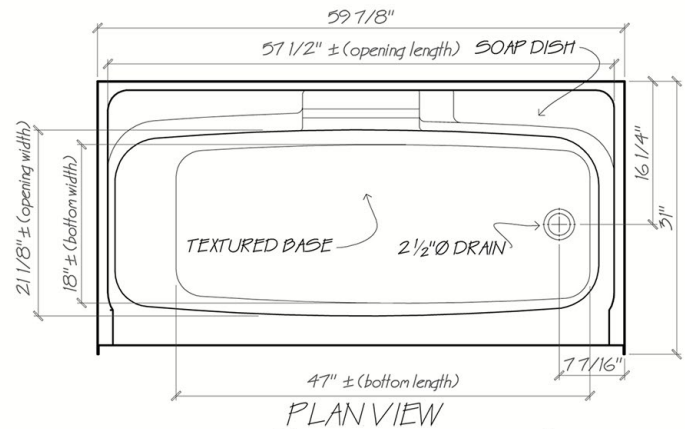 59 7/8"
57 1/2" ± (opening length)
SOAP DISH
21 1/8" ± (opening width)
18" ± (bottom width)
16 1/4"
31"
TEXTURED BASE
2 1/2"Ø DRAIN
7 7/16"
47" ± (bottom length)
PLAN VIEW